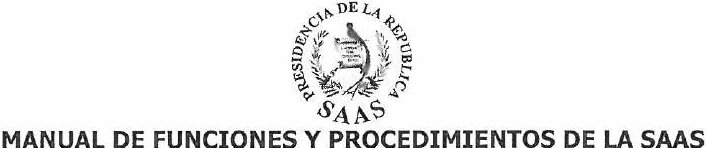 PRESIDENCIA DE LA REPUBLICA
SAAS
MANUAL DE FUNCIONES Y PROCEDIMIENTOS DE LA SAAS